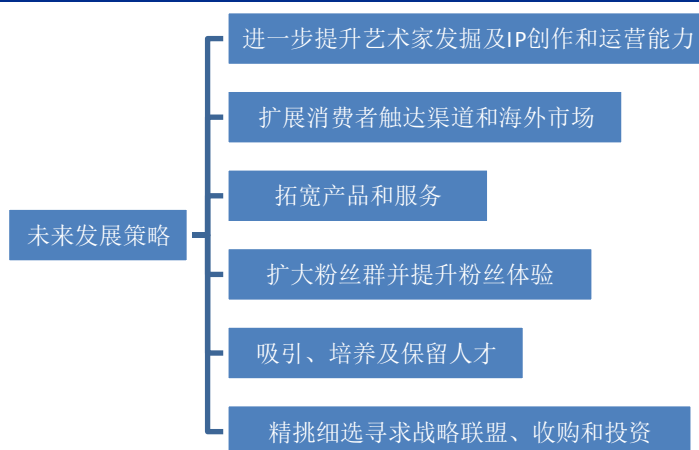 进一步提升艺术家发掘及IP创作和运营能力
扩展消费者触达渠道和海外市场
拓宽产品和服务
未来发展策略
扩大粉丝群并提升粉丝体验
吸引、培养及保留人才
精挑细选寻求战略联盟、收购和投资